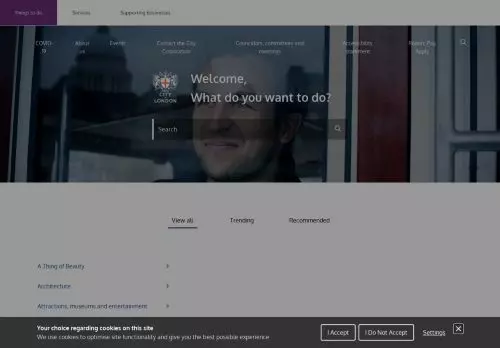 Things to do
Services
Supporting businesses
COVID-19
About us
Events
Contact the City Corporation
Councillors, committees and meetings
Accessibility statement
Report, Pay, Apply
CITY
LONDON
Welcome,
What do you want to do?
Search
View all
Trending
Recommended
A Thing of Beauty
Architecture
Attractions, museums and entertainment
Your choice regarding cookies on this site
We use cookies to optimise site functionality and give you the best possible experience
I Accept
I Do Not Accept
Settings